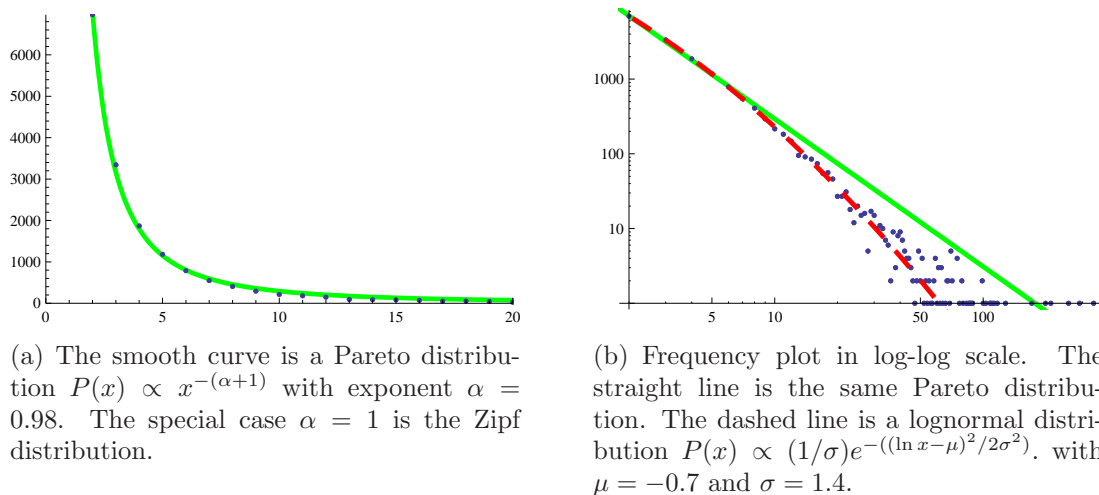 6000
5000
4000
3000
2000
1000
0
0 5 10 15 20
1000
100
10
5 10 50 100
(a) The smooth curve is a Pareto distribu-
tion P(x) ∝ x^{-(α+1)} with exponent α =
0.98. The special case α = 1 is the Zipf
distribution.
(b) Frequency plot in log-log scale. The
straight line is the same Pareto distribu-
tion. The dashed line is a lognormal distri-
bution P(x) ∝ (1/σ)e^{-((ln x-μ)^2/2σ^2)}. with
μ = −0.7 and σ = 1.4.